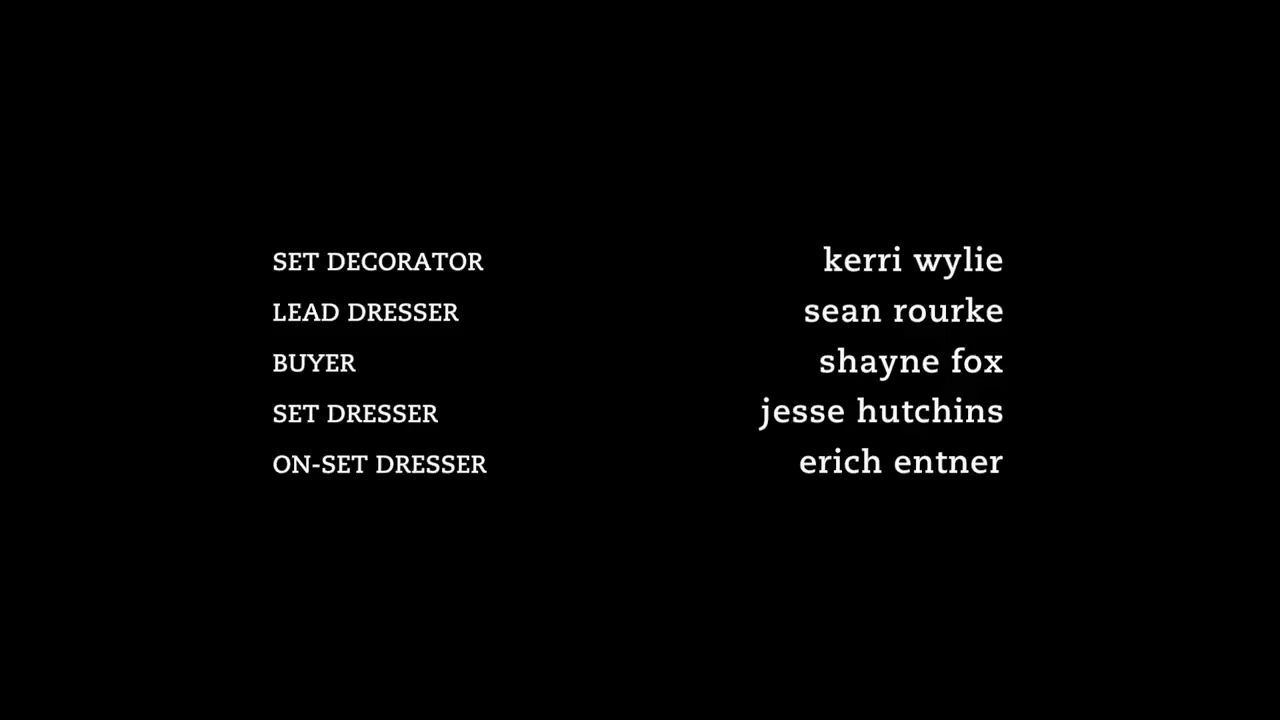 SET DECORATOR kerri wylie
LEAD DRESSER sean rourke
BUYER shayne fox
SET DRESSER jesse hutchins
ON-SET DRESSER erich entner